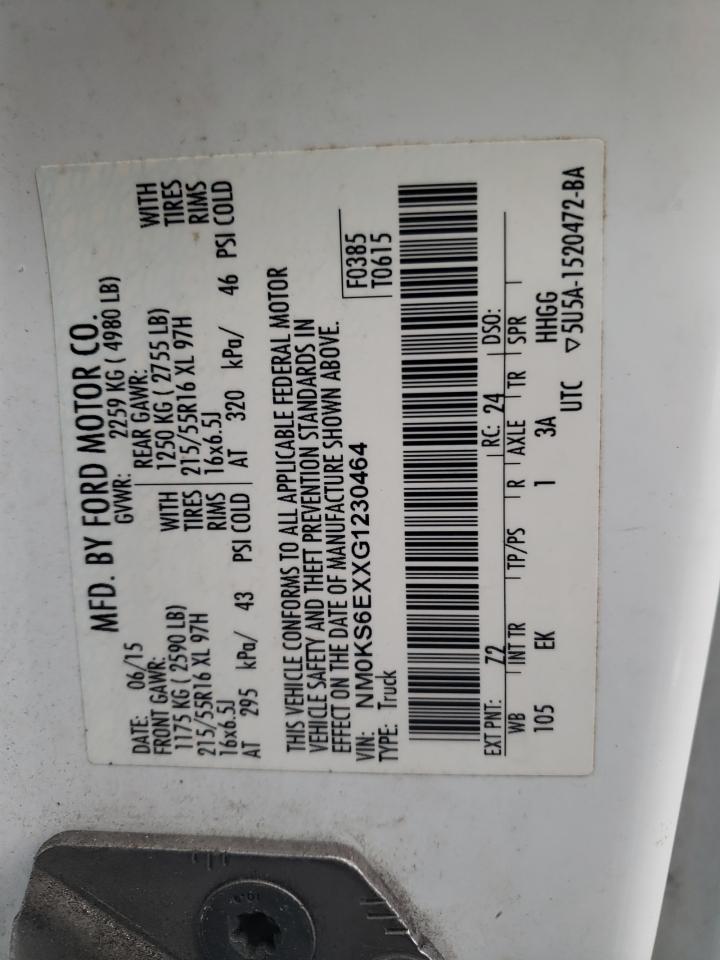 MFD. BY FORD MOTOR CO.
DATE: 06/15 GVWR: 2259 KG ( 4980 LB)
FRONT GAWR: REAR GAWR:
1175 KG ( 2590 LB) WITH 1250 KG ( 2755 LB) WITH
215/55R16 XL 97H TIRES 215/55R16 XL 97H TIRES
16x6.5J RIMS 16x6.5J RIMS
AT 295 kPa/ 43 PSI COLD AT 320 kPa/ 46 PSI COLD
THIS VEHICLE CONFORMS TO ALL APPLICABLE FEDERAL MOTOR
VEHICLE SAFETY AND THEFT PREVENTION STANDARDS IN
EFFECT ON THE DATE OF MANUFACTURE SHOWN ABOVE.
VIN: NM0KS6EXXG1230464 F0385
TYPE: Truck T0615
EXT PNT: Z2 RC: 24 DSO:
WB INT TR TP/PS R AXLE TR SPR
105 EK 1 3A HHGG
UTC ▽5U5A-1520472-BA
10.9